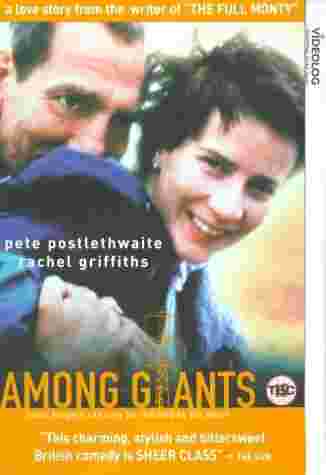 a love story from the writer of "THE FULL MONTY"
VIDEOLOG
pete postlethwaite
rachel griffiths
AMONG GIANTS
"This charming, stylish and bittersweet
British comedy is SHEER CLASS" - THE SUN